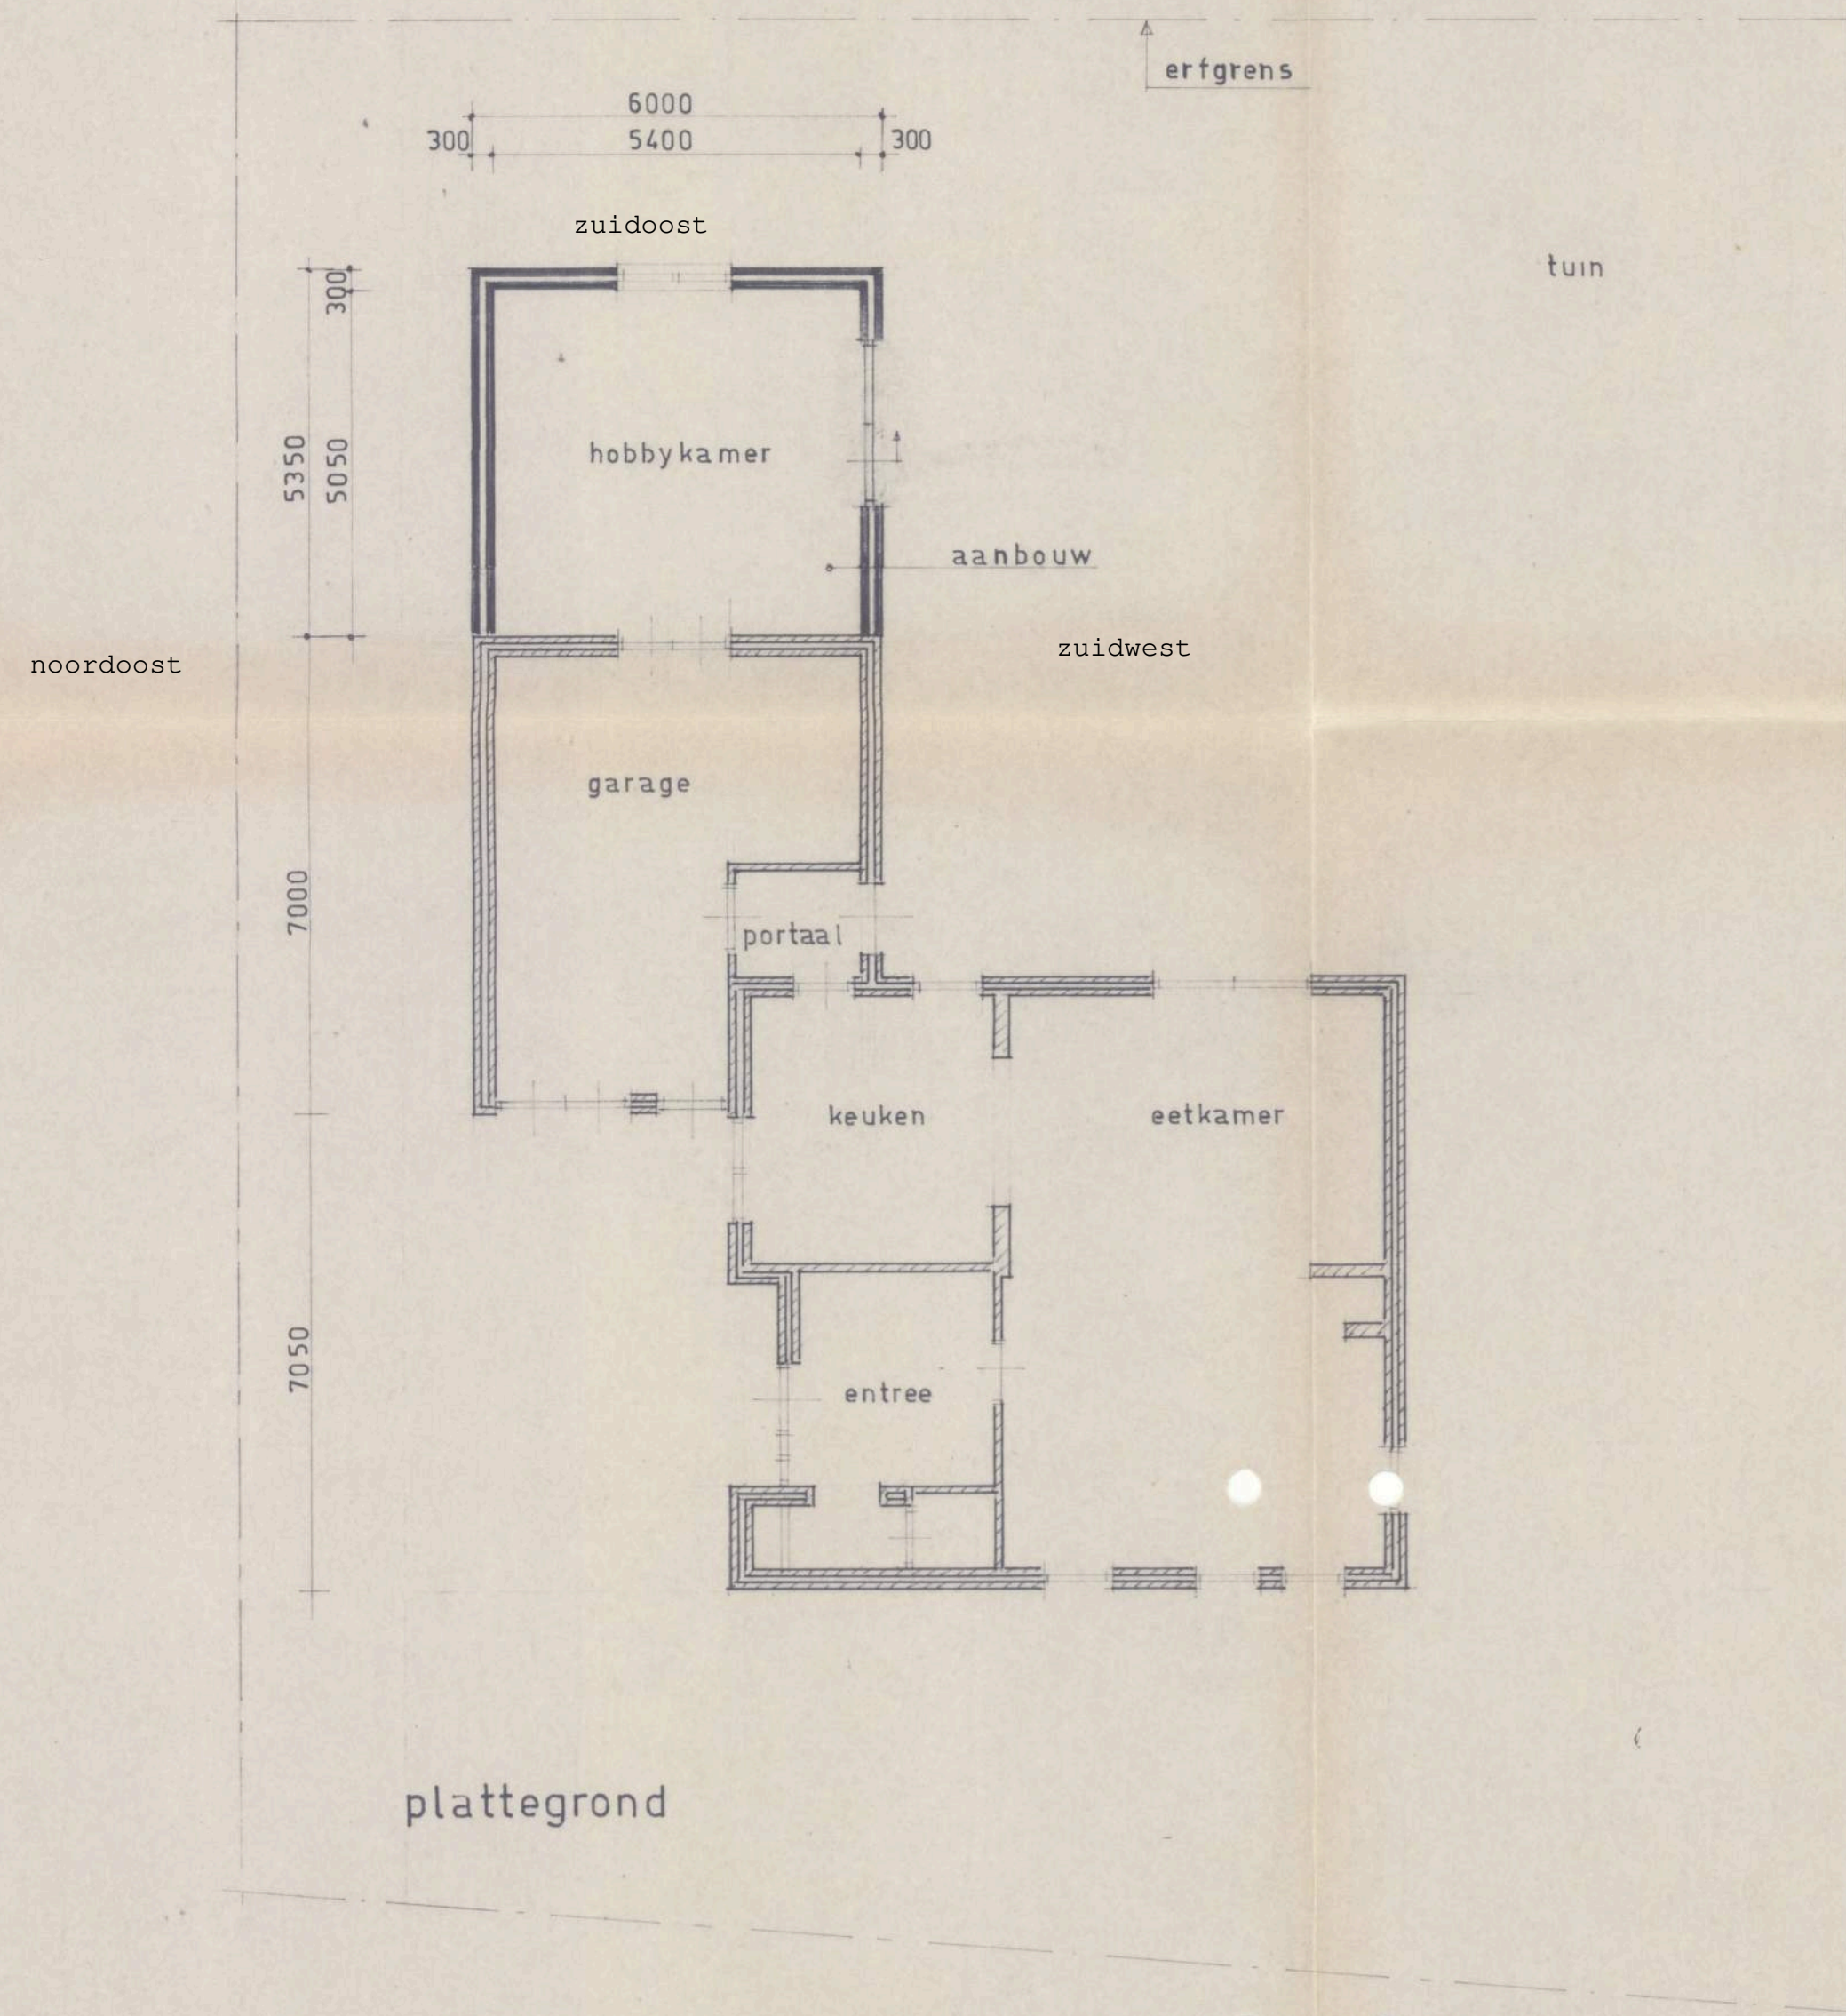 erfgrens
6000
300 5400 300
zuidoost
tuin
300
hobbykamer
5350
5050
aanbouw
zuidwest
noordoost
garage
7000
portaal
keuken
eetkamer
7050
entree
plattegrond